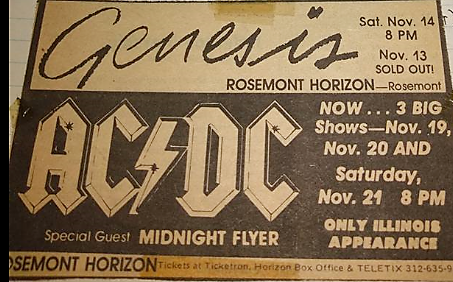 Genesis
Sat. Nov. 14
8 PM
Nov. 13
SOLD OUT!
ROSEMONT HORIZON—Rosemont
AC DC
NOW . . . 3 BIG
Shows—Nov. 19,
Nov. 20 AND
Saturday,
Nov. 21 8 PM
Special Guest MIDNIGHT FLYER
ONLY ILLINOIS
APPEARANCE
OSEMONT HORIZON Tickets at Ticketron, Horizon Box Office & TELETIX 312-635-9